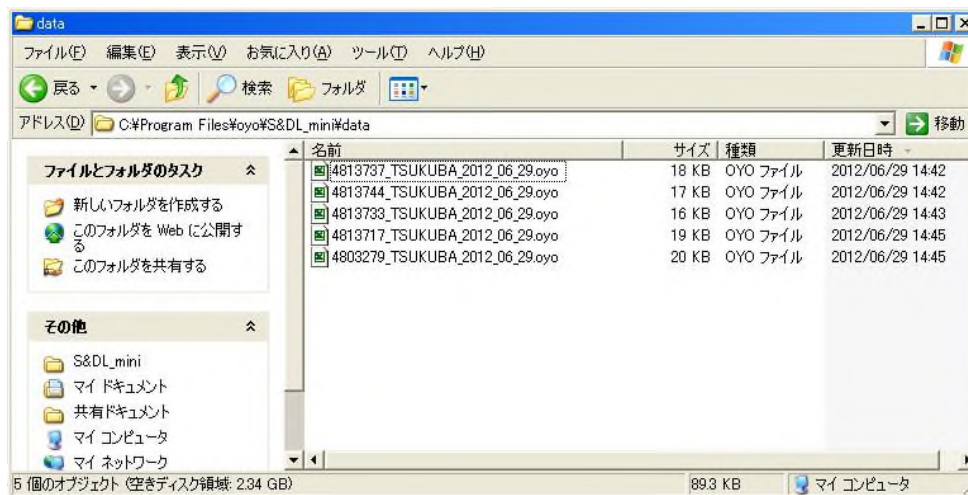 data
ファイル(F) 編集(E) 表示(V) お気に入り(A) ツール(T) ヘルプ(H)
戻る 検索 フォルダ
アドレス(D) C:¥Program Files¥oyo¥S&DL_mini¥data 移動
ファイルとフォルダのタスク
新しいフォルダを作成する
このフォルダを Web に公開す
る
このフォルダを共有する
その他
S&DL_mini
マイ ドキュメント
共有ドキュメント
マイ コンピュータ
マイ ネットワーク
名前 サイズ 種類 更新日時
4813737_TSUKUBA_2012_06_29.oyo 18 KB OYO ファイル 2012/06/29 14:42
4813744_TSUKUBA_2012_06_29.oyo 17 KB OYO ファイル 2012/06/29 14:42
4813733_TSUKUBA_2012_06_29.oyo 16 KB OYO ファイル 2012/06/29 14:43
4813717_TSUKUBA_2012_06_29.oyo 19 KB OYO ファイル 2012/06/29 14:45
4803279_TSUKUBA_2012_06_29.oyo 20 KB OYO ファイル 2012/06/29 14:45
5 個のオブジェクト (空きディスク領域: 2.34 GB) 89.3 KB マイ コンピュータ